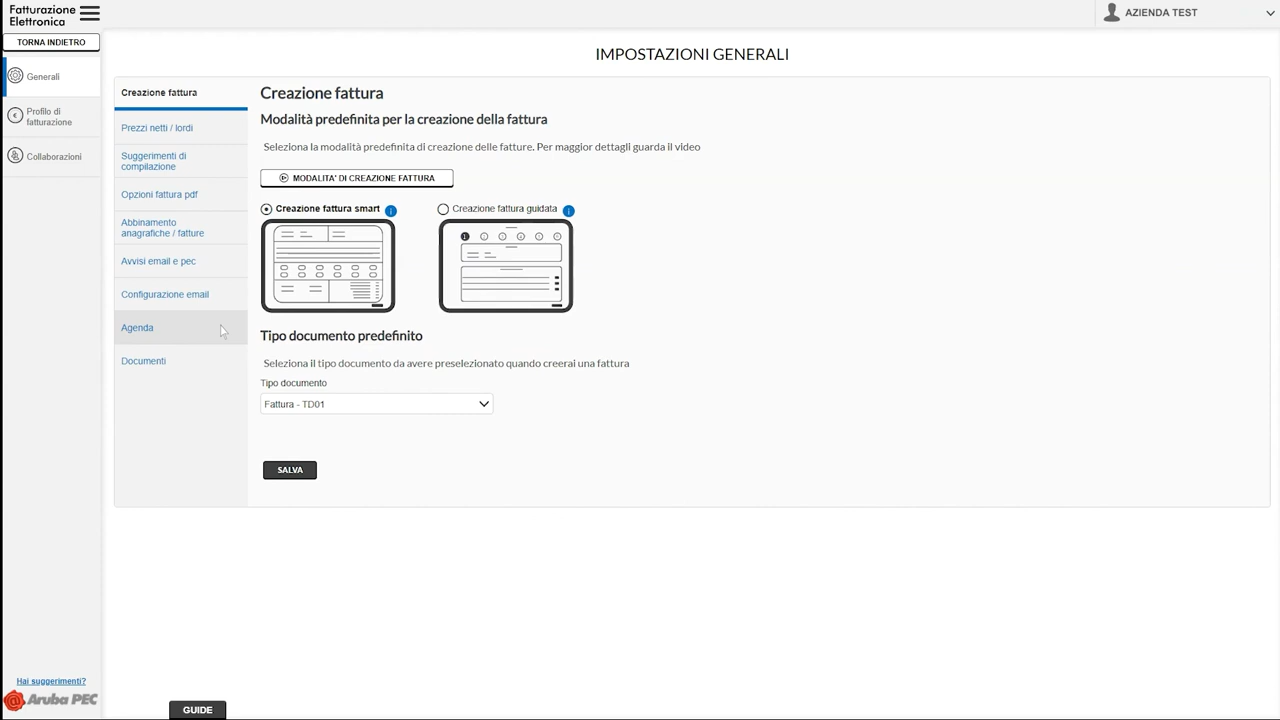 Fatturazione
Elettronica
AZIENDA TEST
TORNA INDIETRO
Generali
Profilo di
fatturazione
Collaborazioni
IMPOSTAZIONI GENERALI
Creazione fattura
Prezzi netti / lordi
Suggerimenti di
compilazione
Opzioni fattura pdf
Abbinamento
anagrafiche / fatture
Avvisi email e pec
Configurazione email
Agenda
Documenti
Creazione fattura
Modalità predefinita per la creazione della fattura
Seleziona la modalità predefinita di creazione delle fatture. Per maggior dettagli guarda il video
MODALITA' DI CREAZIONE FATTURA
Creazione fattura smart i
Creazione fattura guidata i
Tipo documento predefinito
Seleziona il tipo documento da avere preselezionato quando creerai una fattura
Tipo documento
Fattura - TD01
SALVA
Hai suggerimenti?
@ Aruba PEC
GUIDE